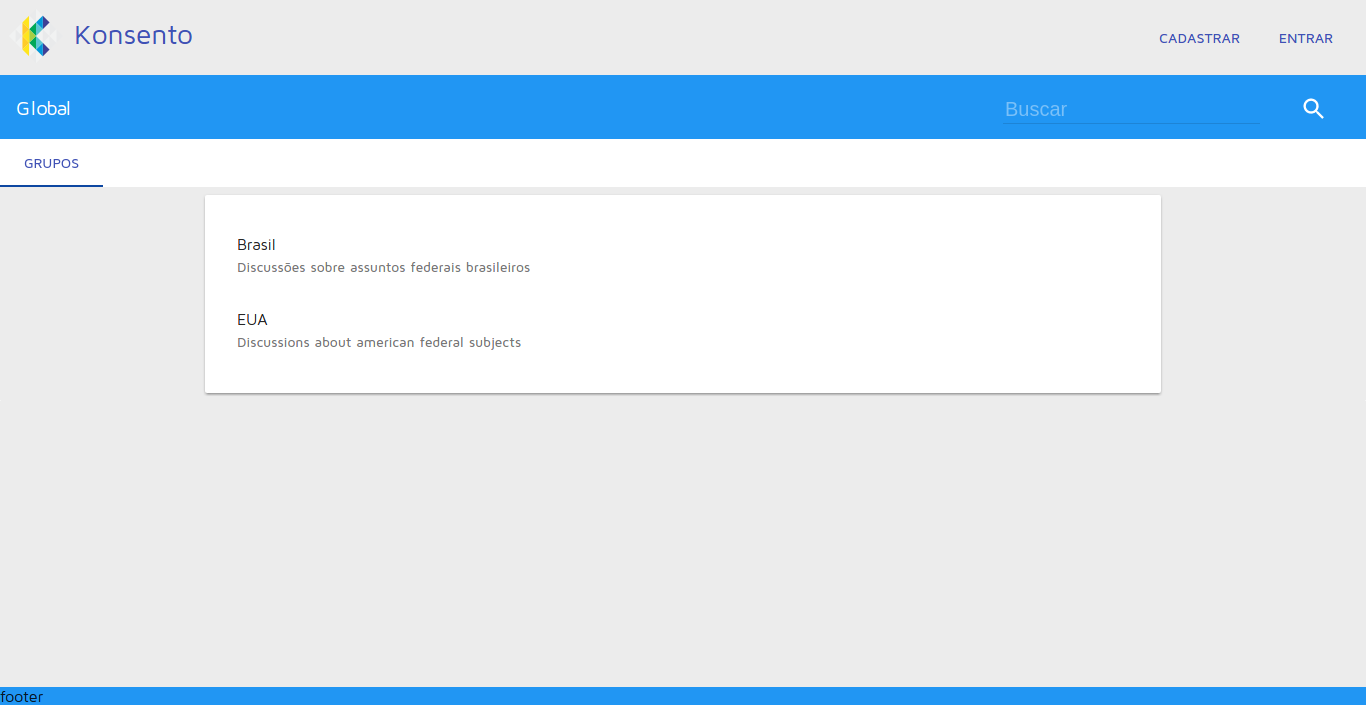 Konsento
CADASTRAR
ENTRAR
Global
Buscar
GRUPOS
Brasil
Discussões sobre assuntos federais brasileiros
EUA
Discussions about american federal subjects
footer